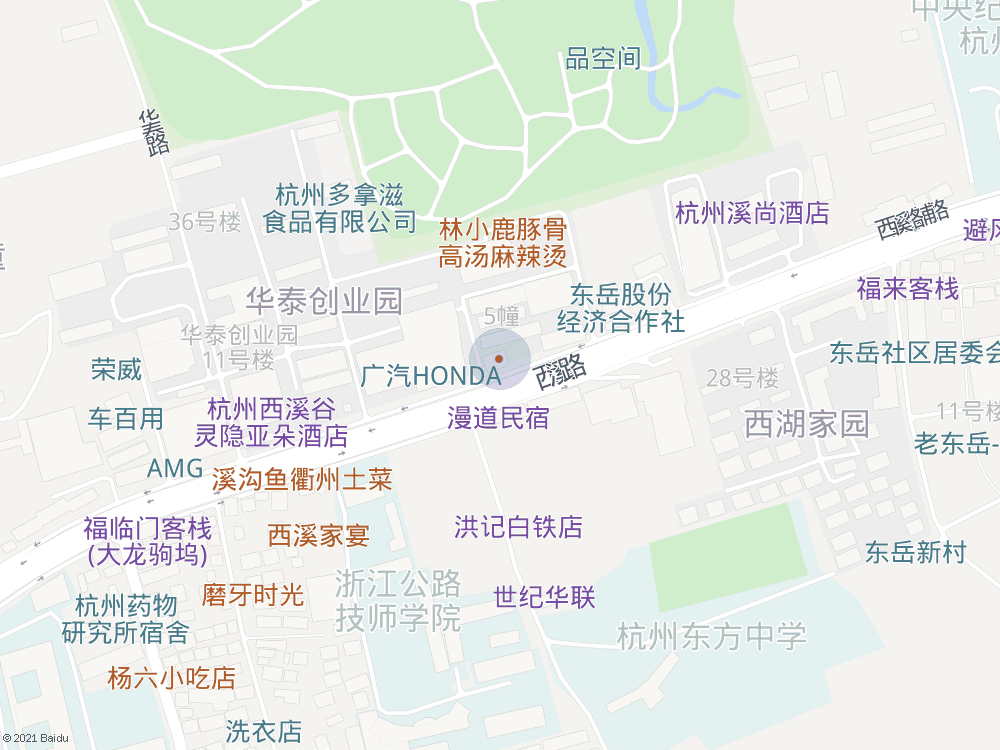 中央纪
杭州
品空间
华泰路
杭州多拿滋
食品有限公司
36号楼
林小鹿豚骨
高汤麻辣烫
杭州溪尚酒店
西溪路辅路
避风
福来客栈
华泰创业园
5幢
东岳股份
经济合作社
华泰创业园
11号楼
荣威
广汽HONDA
西溪路
东岳社区居委会
28号楼
车百用
杭州西溪谷
灵隐亚朵酒店
漫道民宿
西湖家园
11号楼
老东岳-
AMG
溪沟鱼衢州土菜
福临门客栈
(大龙驹坞)
西溪家宴
洪记白铁店
东岳新村
磨牙时光
浙江公路
技师学院
世纪华联
杭州药物
研究所宿舍
杭州东方中学
杨六小吃店
洗衣店
© 2021 Baidu